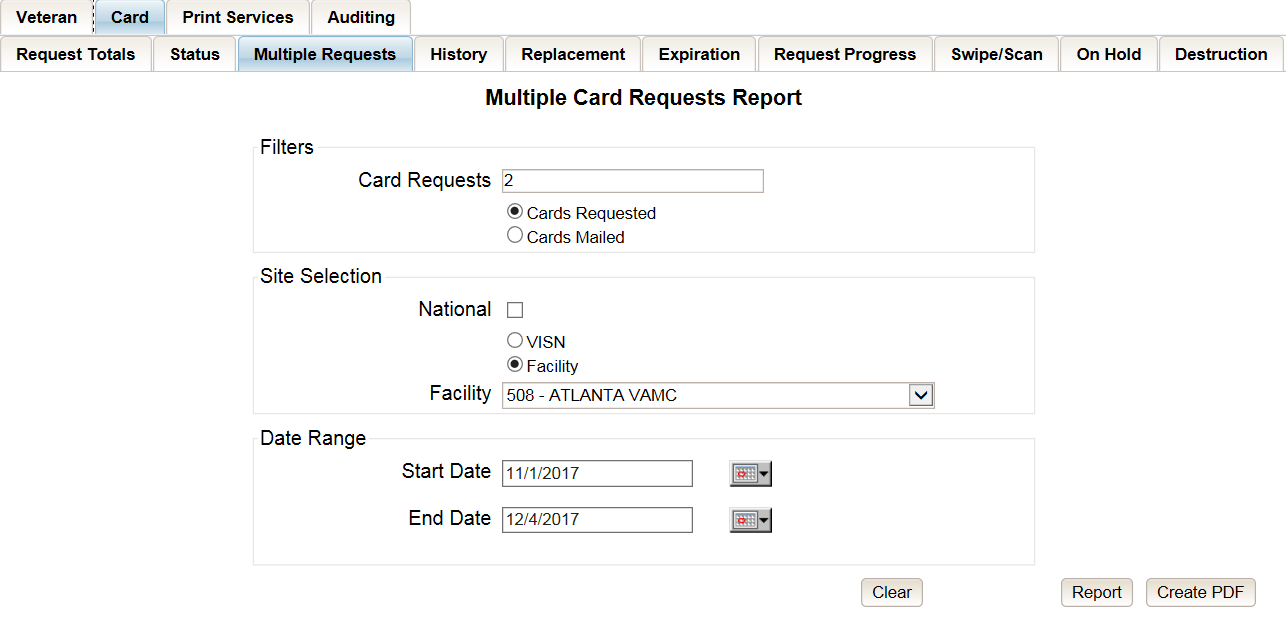 Veteran Card Print Services Auditing
Request Totals Status Multiple Requests History Replacement Expiration Request Progress Swipe/Scan On Hold Destruction
Multiple Card Requests Report
Filters
Card Requests 2
Cards Requested
Cards Mailed
Site Selection
National
VISN
Facility
Facility 508 - ATLANTA VAMC
Date Range
Start Date 11/1/2017
End Date 12/4/2017
Clear Report Create PDF